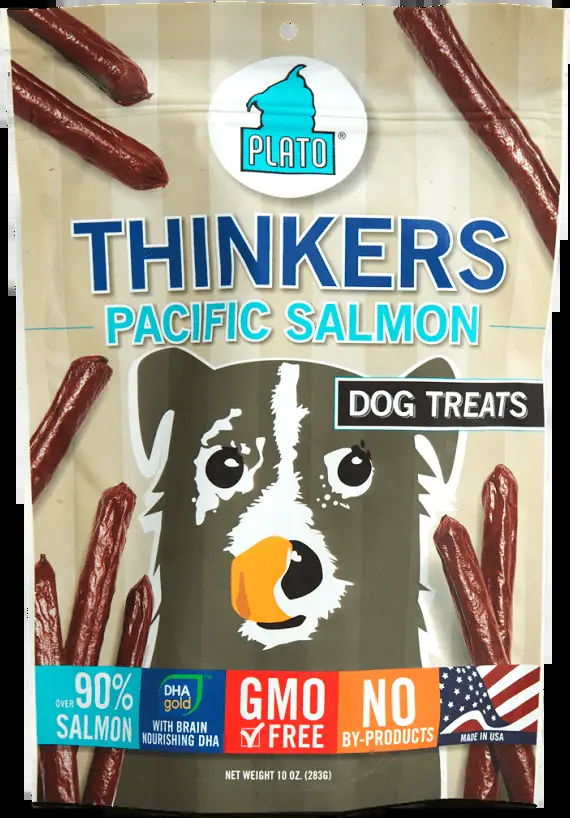 PLATO®
THINKERS
PACIFIC SALMON
DOG TREATS
OVER 90%
SALMON
DHA
gold™
WITH BRAIN
NOURISHING DHA
GMO
FREE
NO
BY-PRODUCTS
MADE IN USA
NET WEIGHT 10 OZ. (283G)